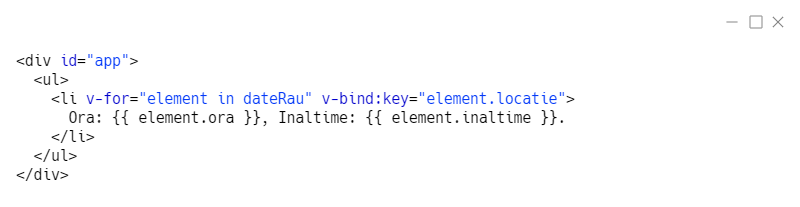 <div id="app">
  <ul>
    <li v-for="element in dateRau" v-bind:key="element.locatie">
      Ora: {{ element.ora }}, Inaltime: {{ element.inaltime }}.
    </li>
  </ul>
</div>